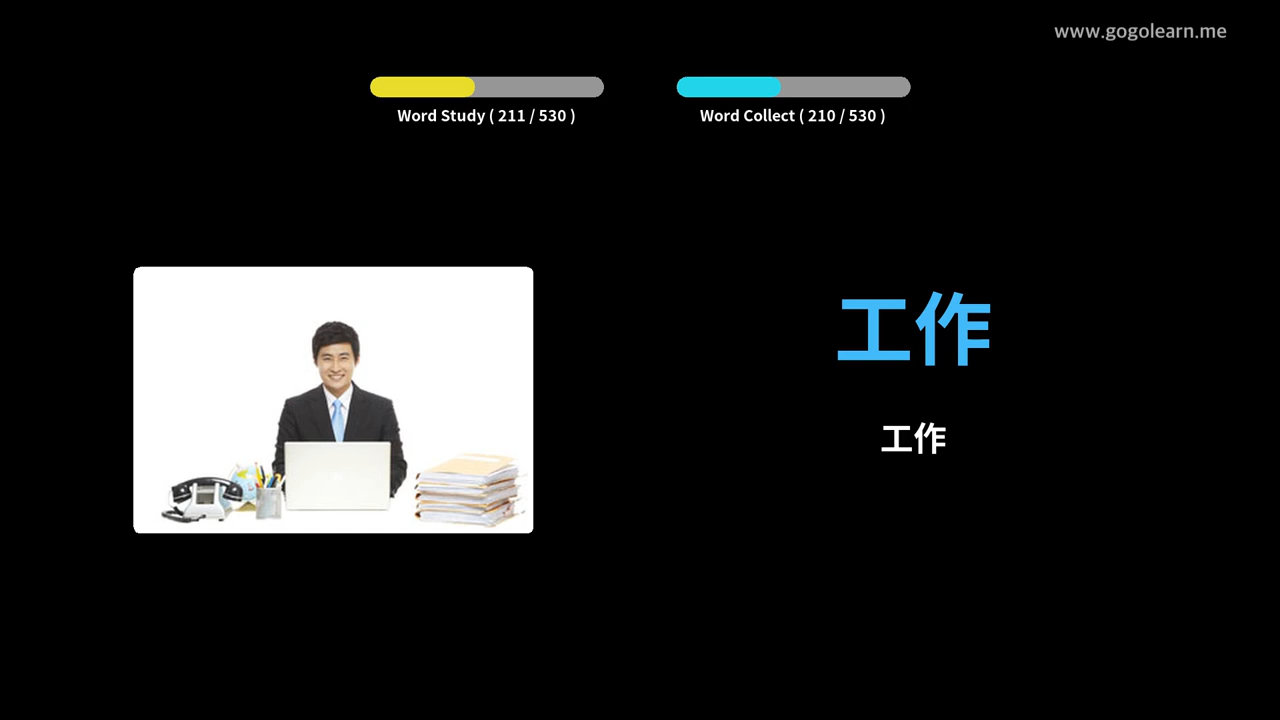 www.gogolearn.me
Word Study ( 211 / 530 )
Word Collect ( 210 / 530 )
工作
工作